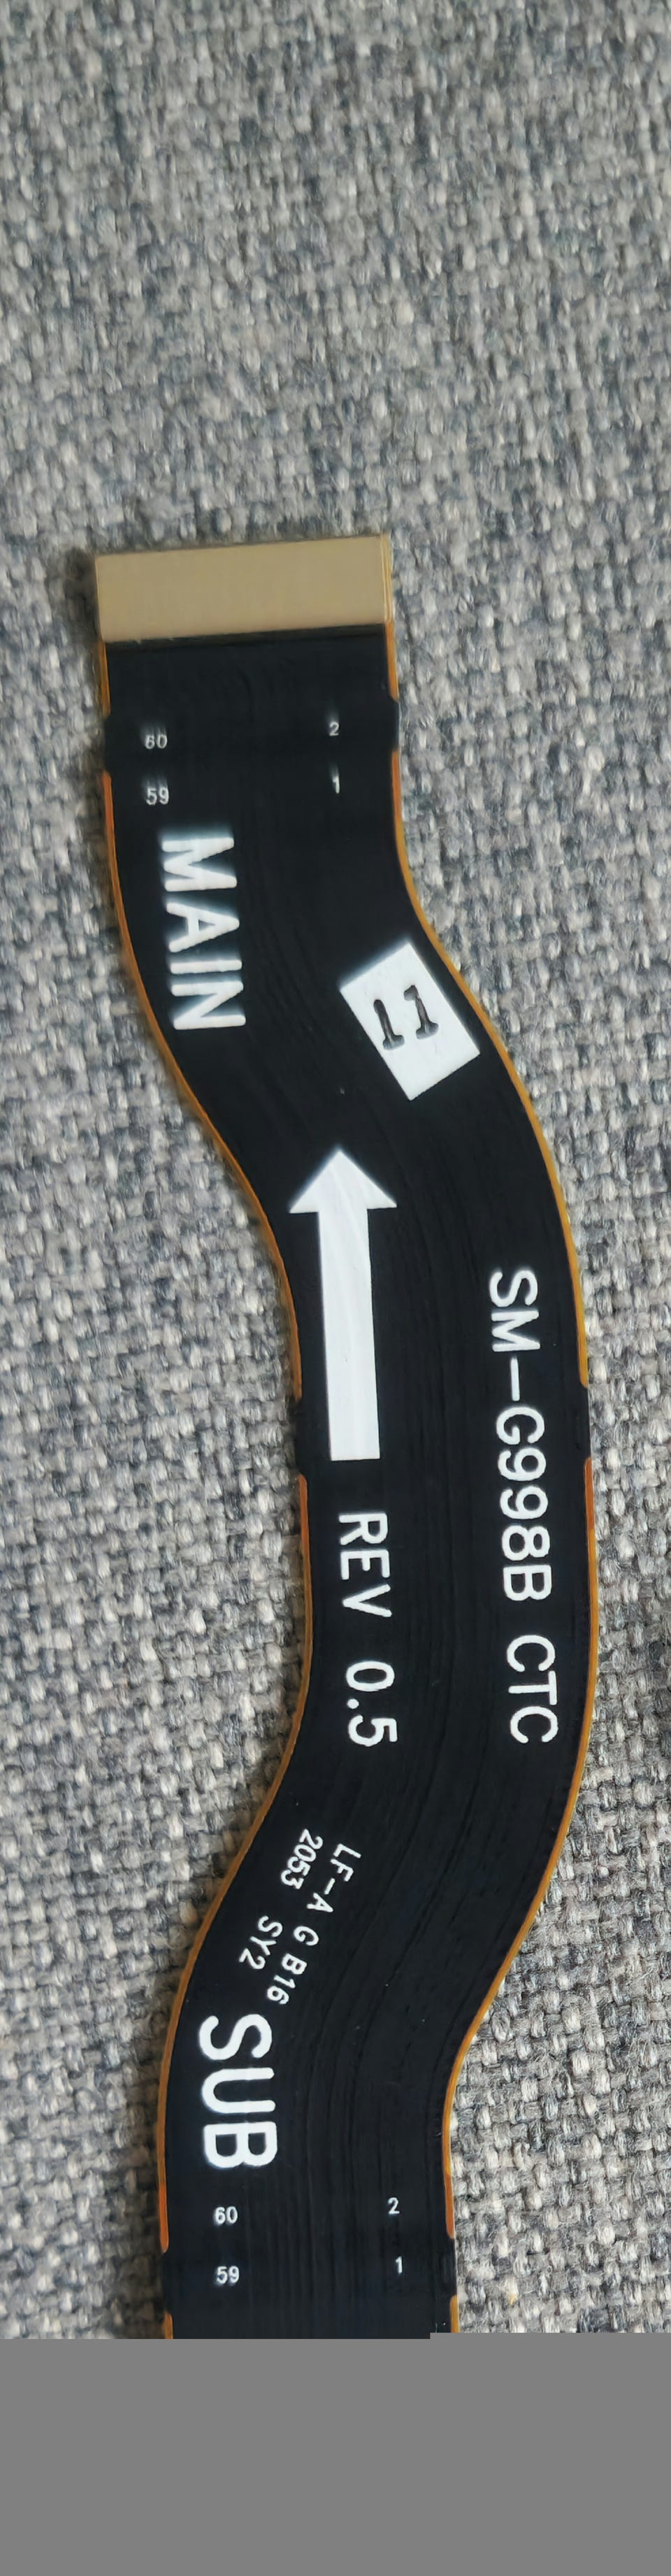 60 2
59 1
MAIN
11
SM-G998B CTC
REV 0.5
LF-A G B16
2053 SY2
SUB
60 2
59 1